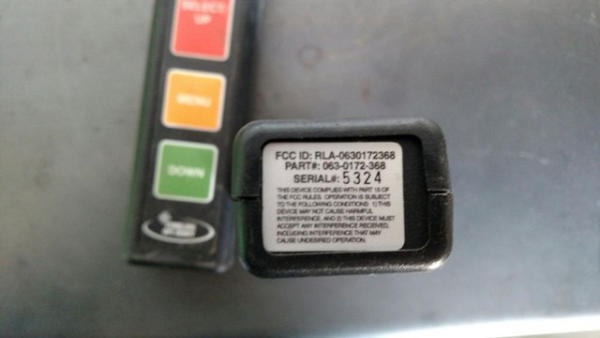 SELECT/
UP
MENU
DOWN
FCC ID: RLA-0630172368
PART#: 063-0172-368
SERIAL#: 5324
THIS DEVICE COMPLIES WITH PART 15 OF
THE FCC RULES. OPERATION IS SUBJECT
TO THE FOLLOWING CONDITIONS 1) THIS
DEVICE MAY NOT CAUSE HARMFUL
INTERFERENCE, AND 2) THIS DEVICE MUST
ACCEPT ANY INTERFERENCE RECIEVED,
INCLUDING INTERFERENCE THAT MAY
CAUSE UNDESIRED OPERATION.